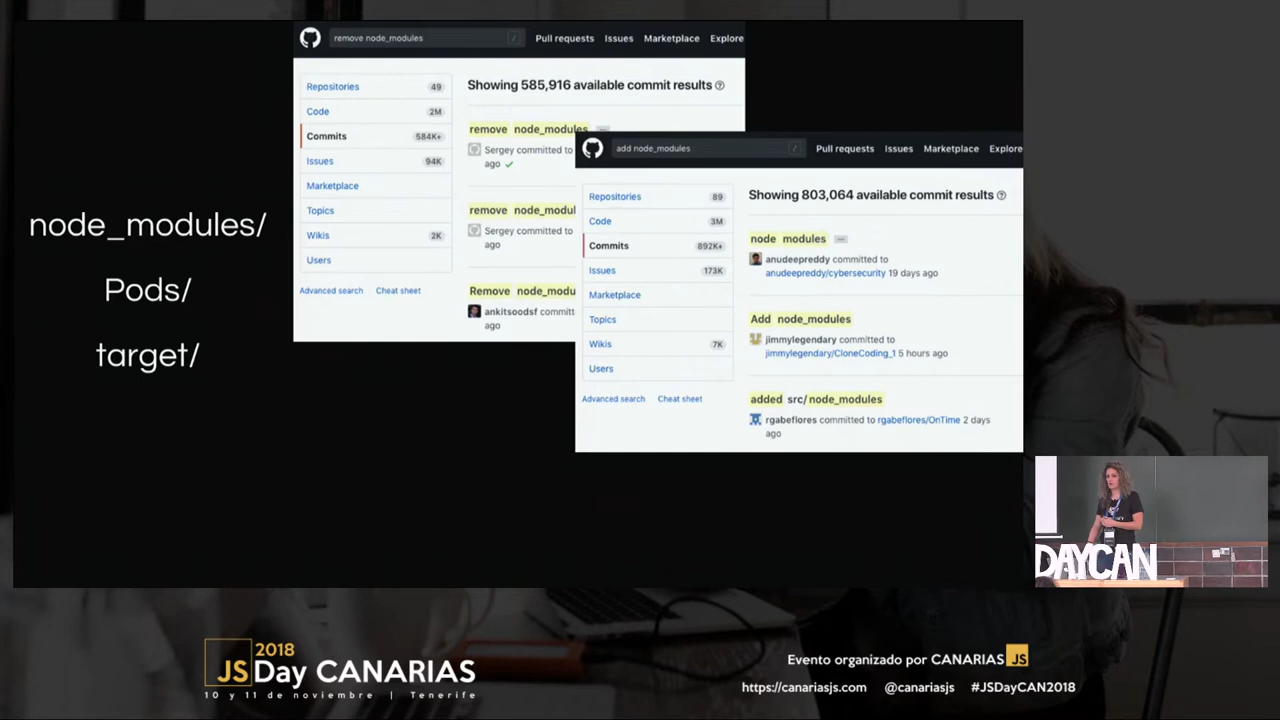 node_modules/
Pods/
target/
remove node_modules
/
Pull requests
Issues
Marketplace
Explore
Repositories 49
Code 2M
Commits 584K+
Issues 94K
Marketplace
Topics
Wikis 2K
Users
Advanced search Cheat sheet
Showing 585,916 available commit results
remove node_modules
Sergey committed to
ago
remove node_modul
Sergey committed to
ago
Remove node_modu
ankitsoodsf committ
ago
add node_modules
/
Pull requests
Issues
Marketplace
Explore
Repositories 89
Code 3M
Commits 892K+
Issues 173K
Marketplace
Topics
Wikis 7K
Users
Advanced search Cheat sheet
Showing 803,064 available commit results
node modules
anudeepreddy committed to
anudeepreddy/cybersecurity 19 days ago
Add node_modules
jimmylegendary committed to
jimmylegendary/CloneCoding_1 5 hours ago
added src/node_modules
rgabeflores committed to rgabeflores/OnTime 2 days
ago
DAYCAN
2018
JSDay CANARIAS
10 y 11 de noviembre | Tenerife
Evento organizado por CANARIAS JS
https://canariasjs.com @canariasjs #JSDayCAN2018